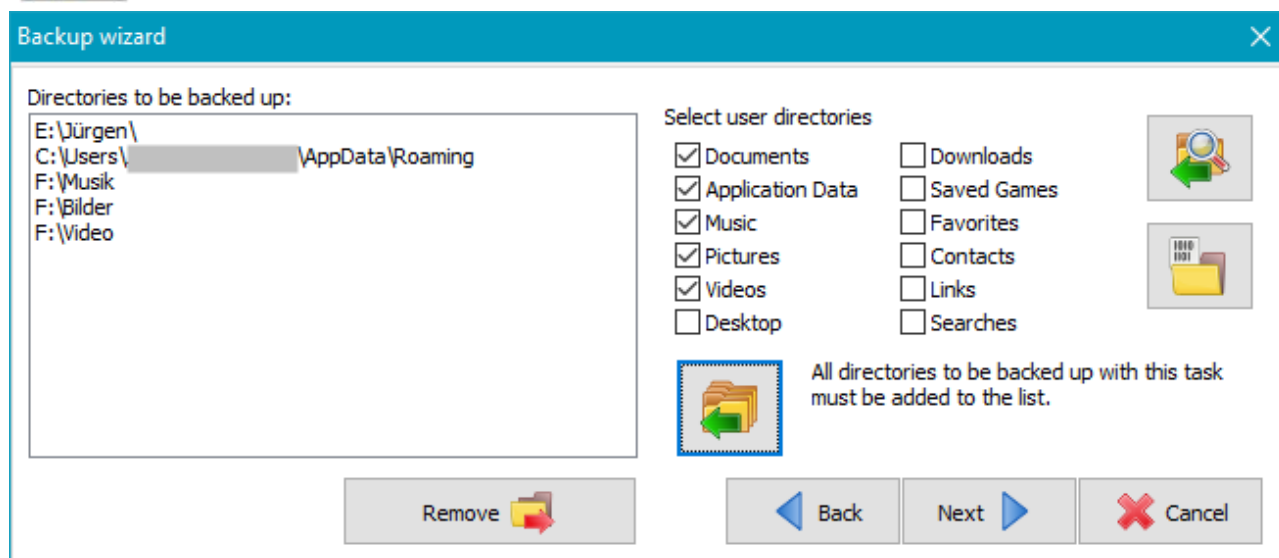 Backup wizard
Directories to be backed up:
E:\Jürgen\
C:\Users\ \AppData\Roaming
F:\Musik
F:\Bilder
F:\Video
Select user directories
Documents
Application Data
Music
Pictures
Videos
Desktop
Downloads
Saved Games
Favorites
Contacts
Links
Searches
1010
1101
All directories to be backed up with this task
must be added to the list.
Remove
Back
Next
Cancel